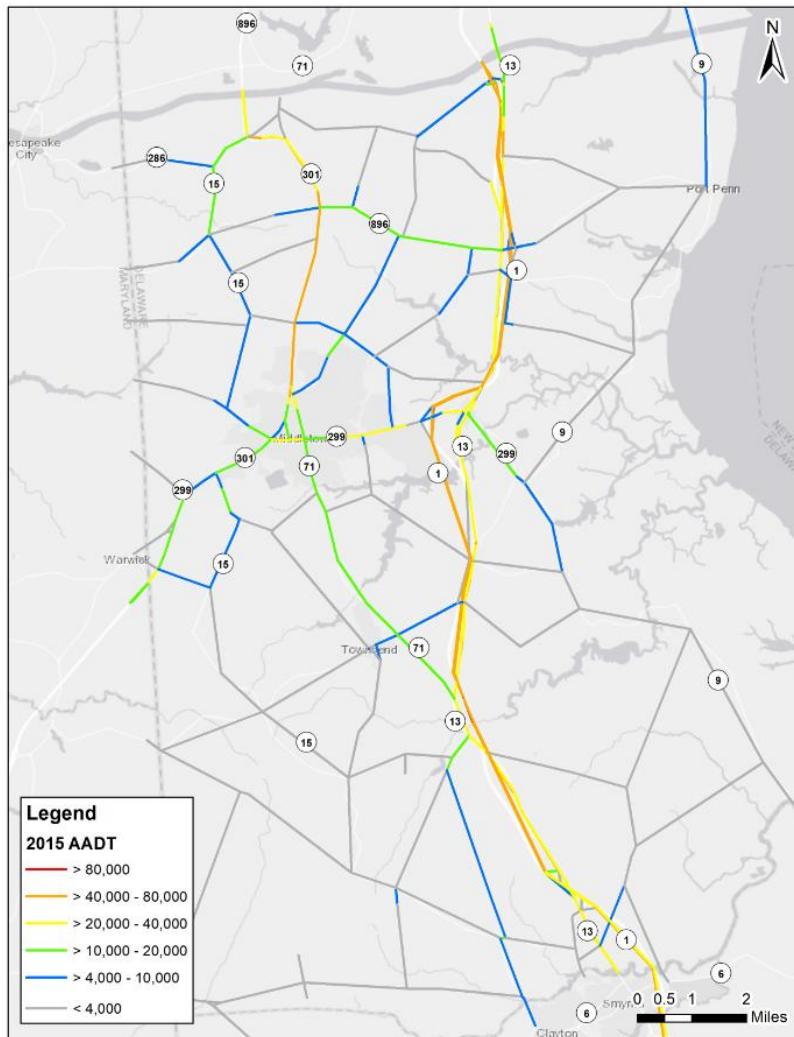 896
13
71
9
N
esapeake
City
286
301
15
Port Penn
896
1
15
DELAWARE
MARYLAND
299
9
13
299
301
71
1
299
Warwick
15
Townsend
71
9
13
15
Legend
2015 AADT
> 80,000
> 40,000 - 80,000
> 20,000 - 40,000
> 10,000 - 20,000
> 4,000 - 10,000
< 4,000
13
1
6
6
Smyrna
Clayton
0 0.5 1 2
Miles